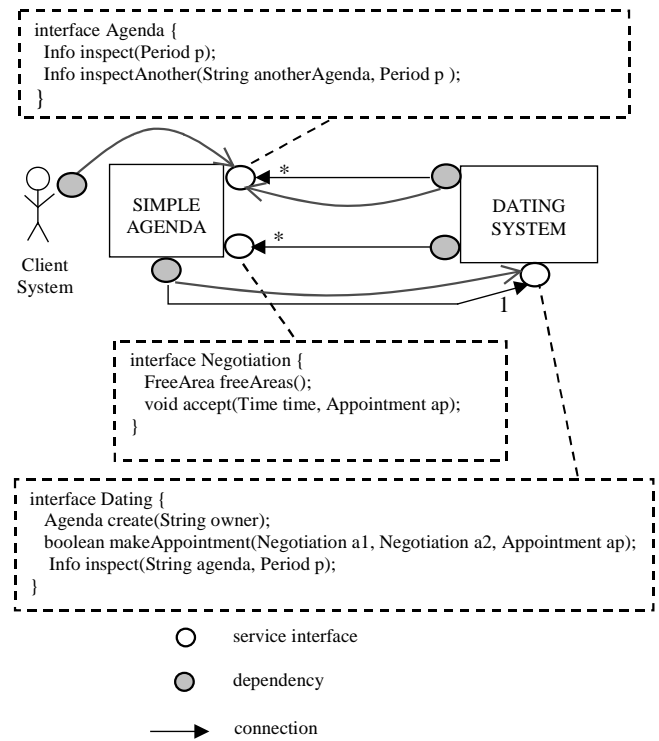 interface Agenda {
Info inspect(Period p);
Info inspectAnother(String anotherAgenda, Period p );
}
*
SIMPLE
AGENDA
DATING
SYSTEM
*
Client
System
1
interface Negotiation {
FreeArea freeAreas();
void accept(Time time, Appointment ap);
}
interface Dating {
Agenda create(String owner);
boolean makeAppointment(Negotiation a1, Negotiation a2, Appointment ap);
Info inspect(String agenda, Period p);
}
service interface
dependency
connection